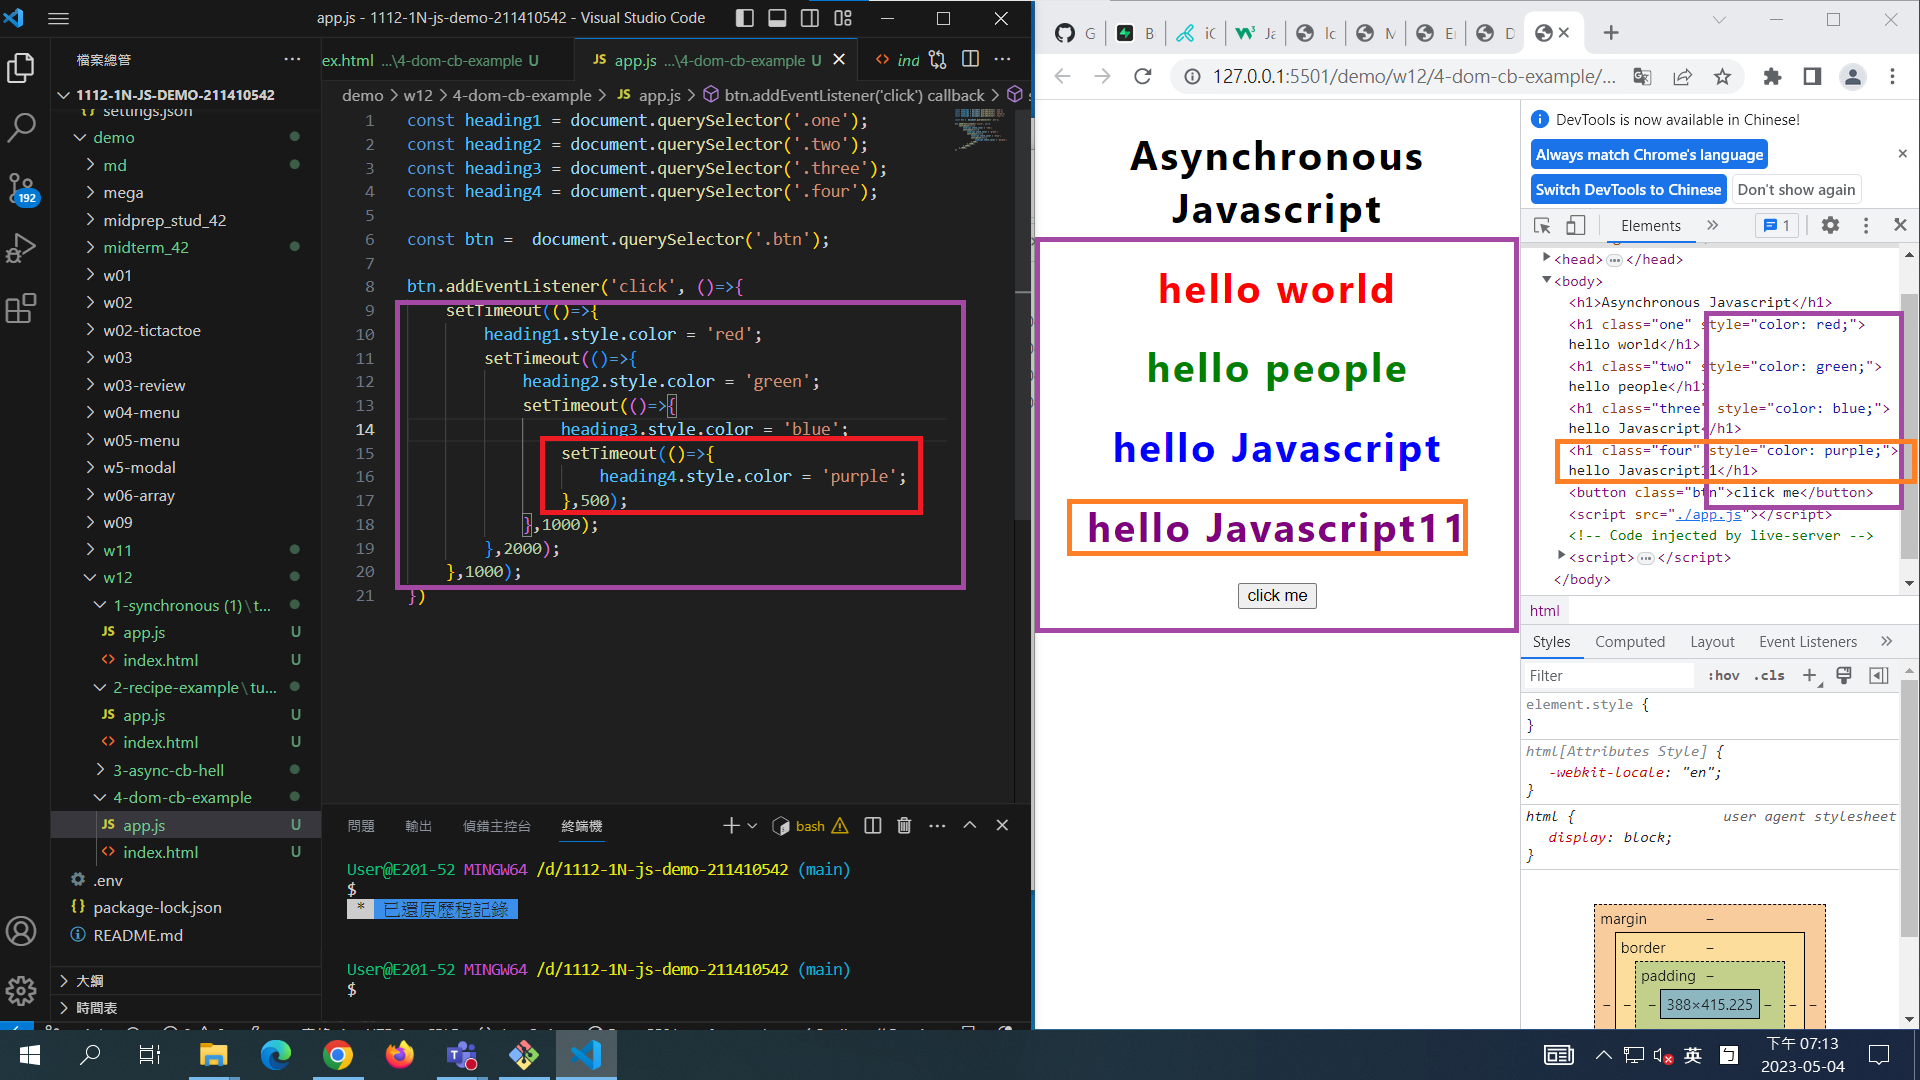 app.js - 1112-1N-js-demo-211410542 - Visual Studio Code
檔案總管
1112-1N-JS-DEMO-211410542
settings.json
demo
md
mega
midprep_stud_42
midterm_42
w01
w02
w02-tictactoe
w03
w03-review
w04-menu
w05-menu
w5-modal
w06-array
w09
w11
w12
1-synchronous (1)\t...
app.js U
index.html U
2-recipe-example\tu...
app.js U
index.html U
3-async-cb-hell
4-dom-cb-example
app.js U
index.html U
.env
package-lock.json
README.md
大綱
時間表
192
ex.html ...\4-dom-cb-example U
app.js ...\4-dom-cb-example U
ind
demo > w12 > 4-dom-cb-example > JS app.js > btn.addEventListener('click') callback >
1 const heading1 = document.querySelector('.one');
2 const heading2 = document.querySelector('.two');
3 const heading3 = document.querySelector('.three');
4 const heading4 = document.querySelector('.four');
5
6 const btn =  document.querySelector('.btn');
7
8 btn.addEventListener('click', ()=>{
9 setTimeout(()=>{
10 heading1.style.color = 'red';
11 setTimeout(()=>{
12 heading2.style.color = 'green';
13 setTimeout(()=>{
14 heading3.style.color = 'blue';
15 setTimeout(()=>{
16 heading4.style.color = 'purple';
17 },500);
18 },1000);
19 },2000);
20 },1000);
21 })
問題 輸出 偵錯主控台 終端機
bash
User@E201-52 MINGW64 /d/1112-1N-js-demo-211410542 (main)
$
* 已還原歷程記錄
User@E201-52 MINGW64 /d/1112-1N-js-demo-211410542 (main)
$
G B iC Ja Ic M E D
127.0.0.1:5501/demo/w12/4-dom-cb-example/...
Asynchronous
Javascript
hello world
hello people
hello Javascript
hello Javascript11
click me
DevTools is now available in Chinese!
Always match Chrome's language
Switch DevTools to Chinese
Don't show again
Elements
1
<head> ... </head>
<body>
<h1>Asynchronous Javascript</h1>
<h1 class="one" style="color: red;">
hello world</h1>
<h1 class="two" style="color: green;">
hello people</h1>
<h1 class="three" style="color: blue;">
hello Javascript</h1>
<h1 class="four" style="color: purple;">
hello Javascript11</h1>
<button class="btn">click me</button>
<script src="./app.js"></script>
<!-- Code injected by live-server -->
<script> ... </script>
</body>
html
Styles Computed Layout Event Listeners
Filter :hov .cls
element.style {
}
html[Attributes Style] {
-webkit-locale: "en";
}
html { user agent stylesheet
display: block;
}
margin –
border –
padding –
– – – 388×415.225 – – –
英
下午 07:13
2023-05-04